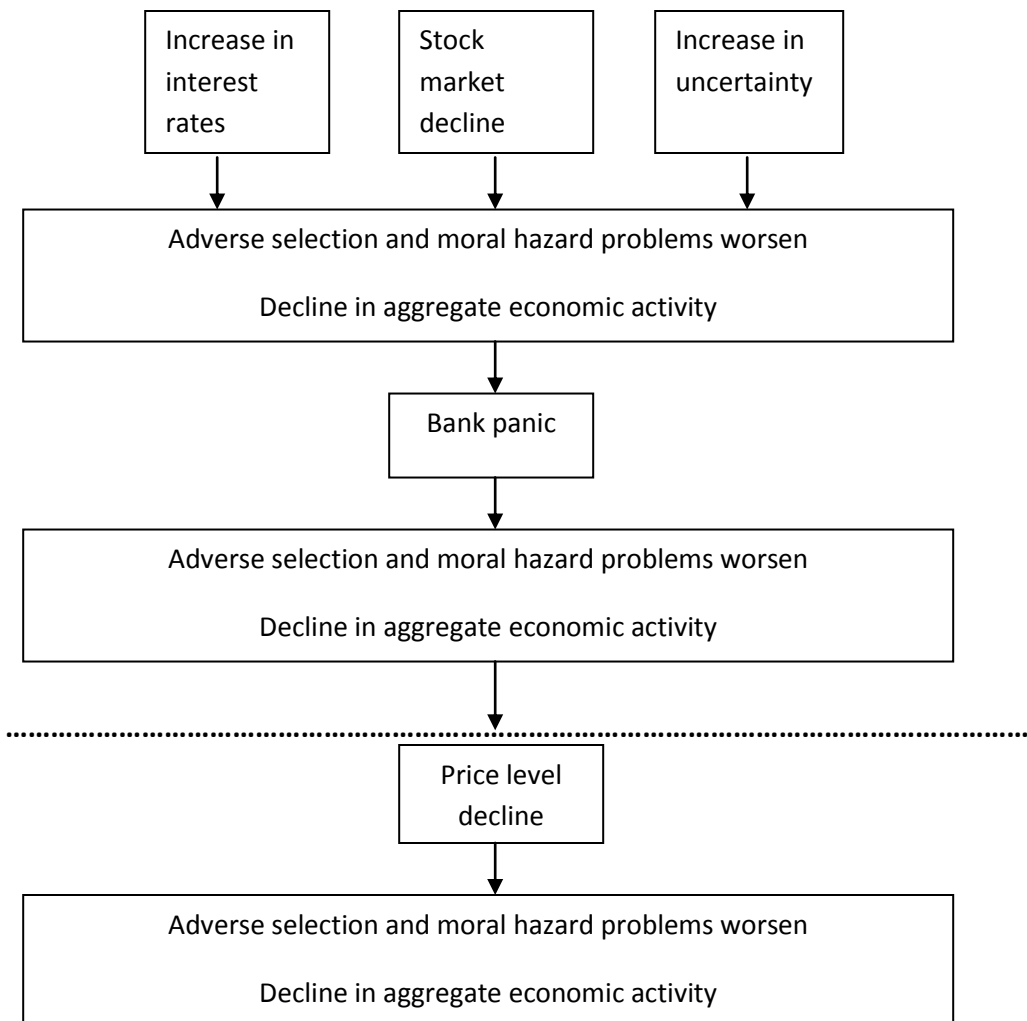 Increase in
interest
rates
Stock
market
decline
Increase in
uncertainty
Adverse selection and moral hazard problems worsen
Decline in aggregate economic activity
Bank panic
Adverse selection and moral hazard problems worsen
Decline in aggregate economic activity
Price level
decline
Adverse selection and moral hazard problems worsen
Decline in aggregate economic activity